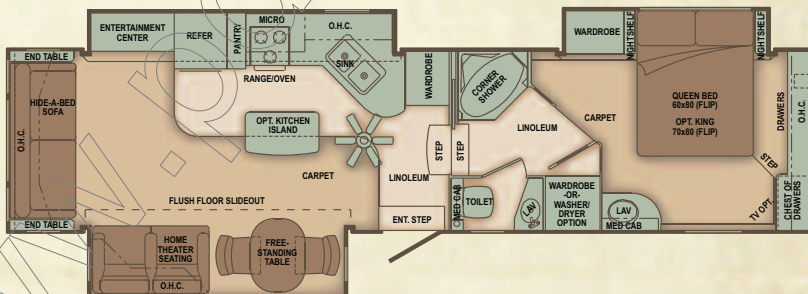 ENTERTAINMENT
CENTER
REFER
PANTRY
MICRO
O.H.C.
SINK
RANGE/OVEN
END TABLE
HIDE-A-BED
SOFA
O.H.C.
END TABLE
OPT. KITCHEN
ISLAND
CARPET
FLUSH FLOOR SLIDEOUT
HOME
THEATER
SEATING
O.H.C.
FREE-
STANDING
TABLE
WARDROBE
LINOLEUM
STEP
STEP
ENT. STEP
CORNER
SHOWER
LINOLEUM
MED CAB
TOILET
LAV
WARDROBE
-OR-
WASHER/
DRYER
OPTION
LAV
MED CAB
WARDROBE
NIGHTSHELF
NIGHTSHELF
CARPET
QUEEN BED
60x80 (FLIP)
OPT. KING
70x80 (FLIP)
DRAWERS
O.H.C.
STEP
TV OPT.
CHEST OF
DRAWERS